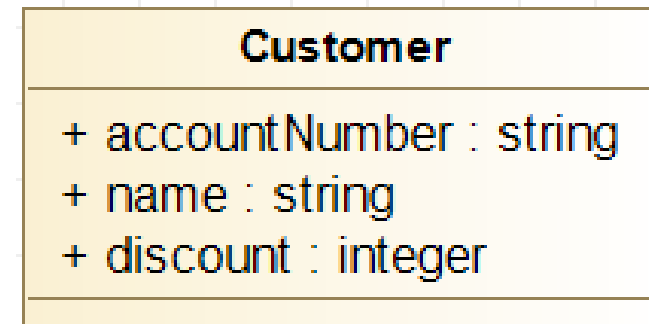 Customer
+ accountNumber : string
+ name : string
+ discount : integer